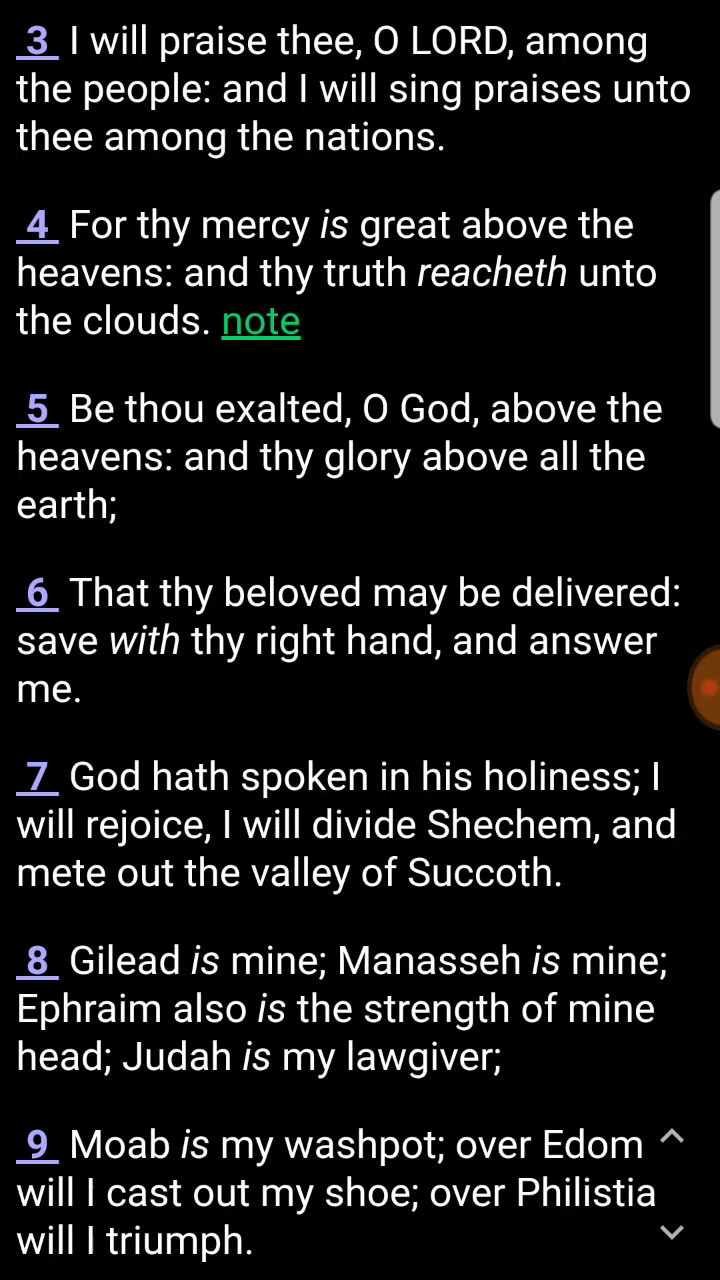 3 I will praise thee, O LORD, among
the people: and I will sing praises unto
thee among the nations.
4 For thy mercy is great above the
heavens: and thy truth reacheth unto
the clouds. note
5 Be thou exalted, O God, above the
heavens: and thy glory above all the
earth;
6 That thy beloved may be delivered:
save with thy right hand, and answer
me.
7 God hath spoken in his holiness; I
will rejoice, I will divide Shechem, and
mete out the valley of Succoth.
8 Gilead is mine; Manasseh is mine;
Ephraim also is the strength of mine
head; Judah is my lawgiver;
9 Moab is my washpot; over Edom
will I cast out my shoe; over Philistia
will I triumph.